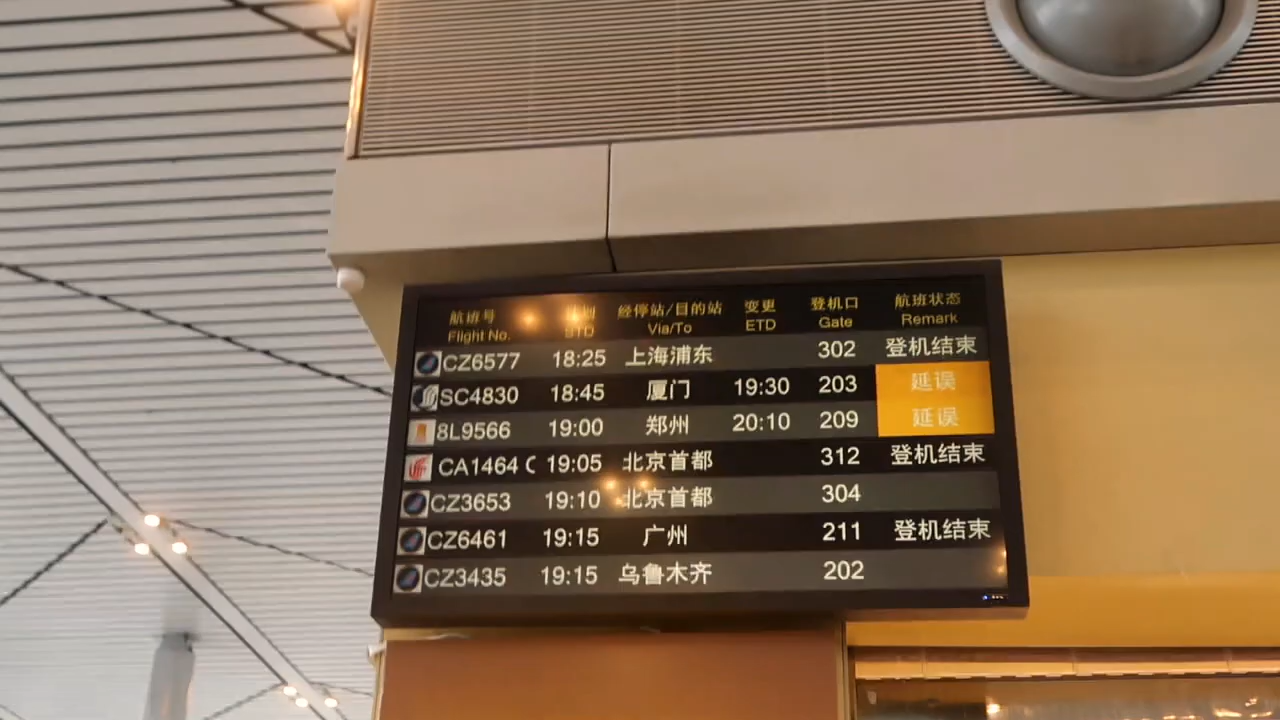 航班号 计划 经停站/目的站 变更 登机口 航班状态
Flight No. STD Via/To ETD Gate Remark
CZ6577 18:25 上海浦东 302 登机结束
SC4830 18:45 厦门 19:30 203 延误
8L9566 19:00 郑州 20:10 209 延误
CA1464 C 19:05 北京首都 312 登机结束
CZ3653 19:10 北京首都 304
CZ6461 19:15 广州 211 登机结束
CZ3435 19:15 乌鲁木齐 202